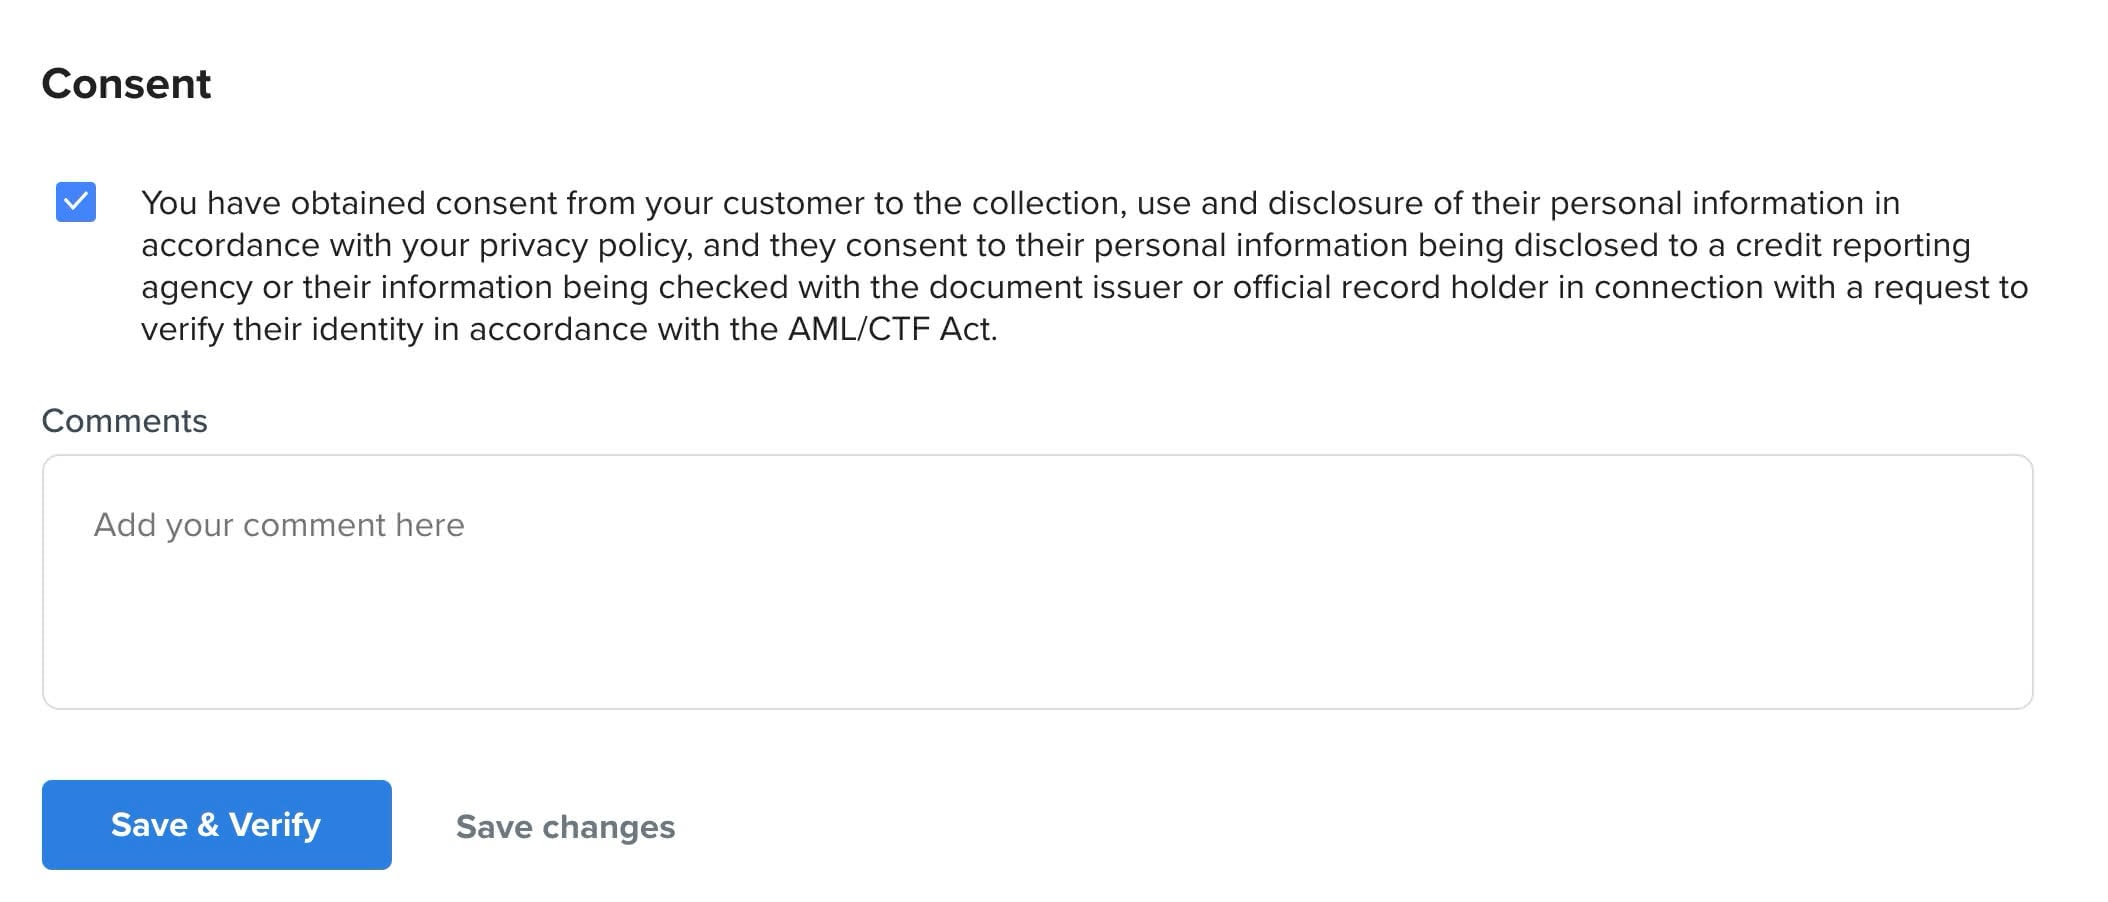 Consent
You have obtained consent from your customer to the collection, use and disclosure of their personal information in
accordance with your privacy policy, and they consent to their personal information being disclosed to a credit reporting
agency or their information being checked with the document issuer or official record holder in connection with a request to
verify their identity in accordance with the AML/CTF Act.
Comments
Add your comment here
Save & Verify
Save changes